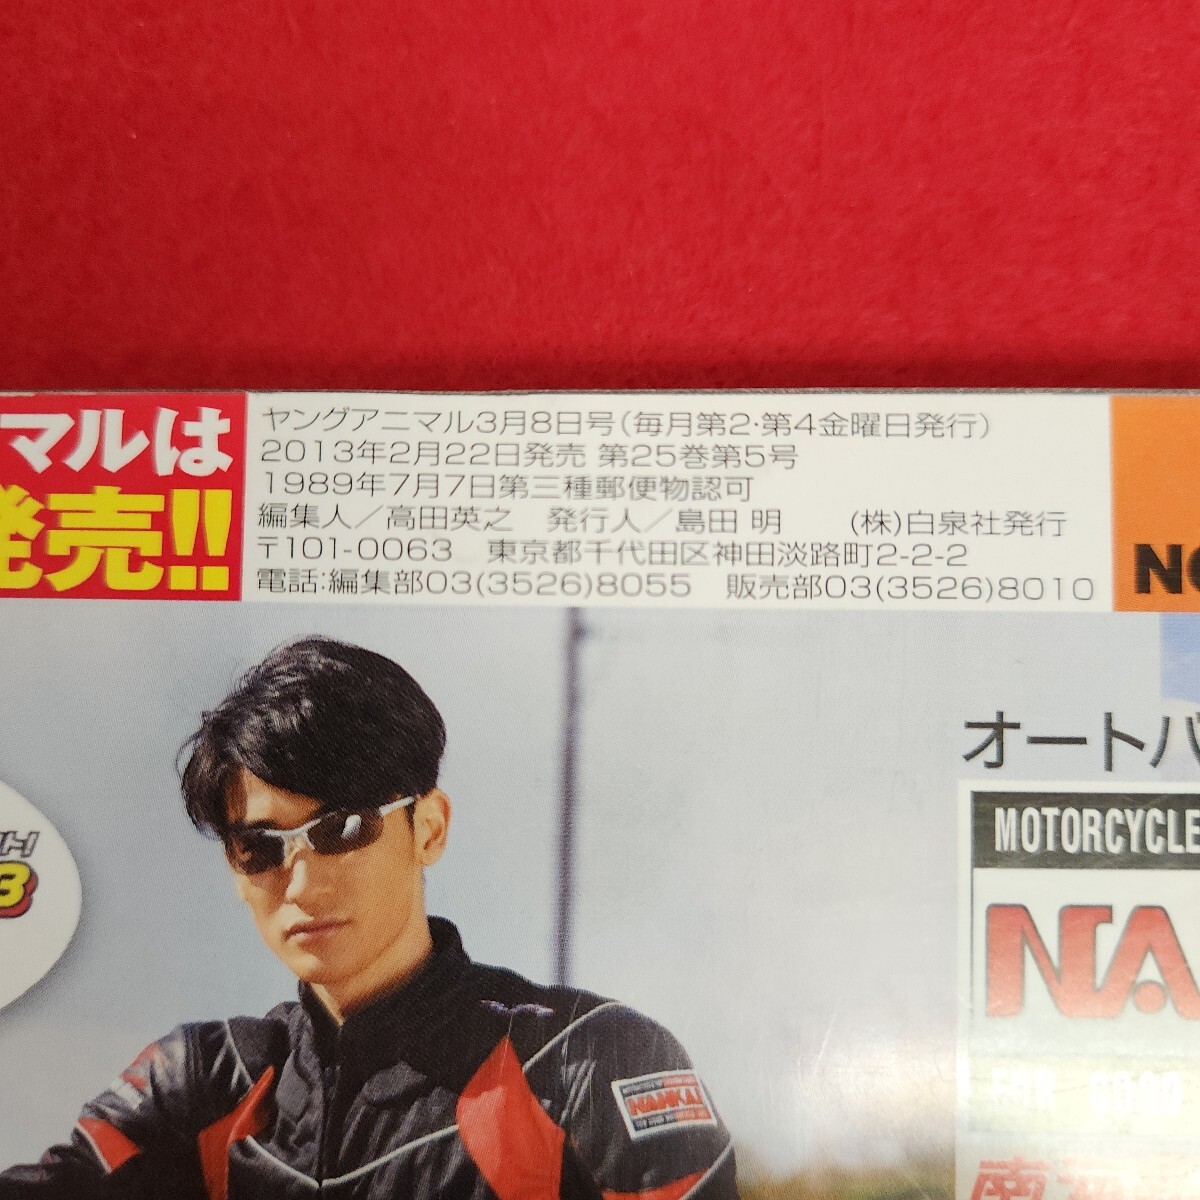 マルは
発売!!
ヤングアニマル3月8日号(毎月第2・第4金曜日発行)
2013年2月22日発売 第25巻第5号
1989年7月7日第三種郵便物認可
編集人/高田英之 発行人/島田 明 (株)白泉社発行
〒101-0063 東京都千代田区神田淡路町2-2-2
電話:編集部03(3526)8055 販売部03(3526)8010
オートバ
MOTORCYCLE
NA
NANKAI
南海